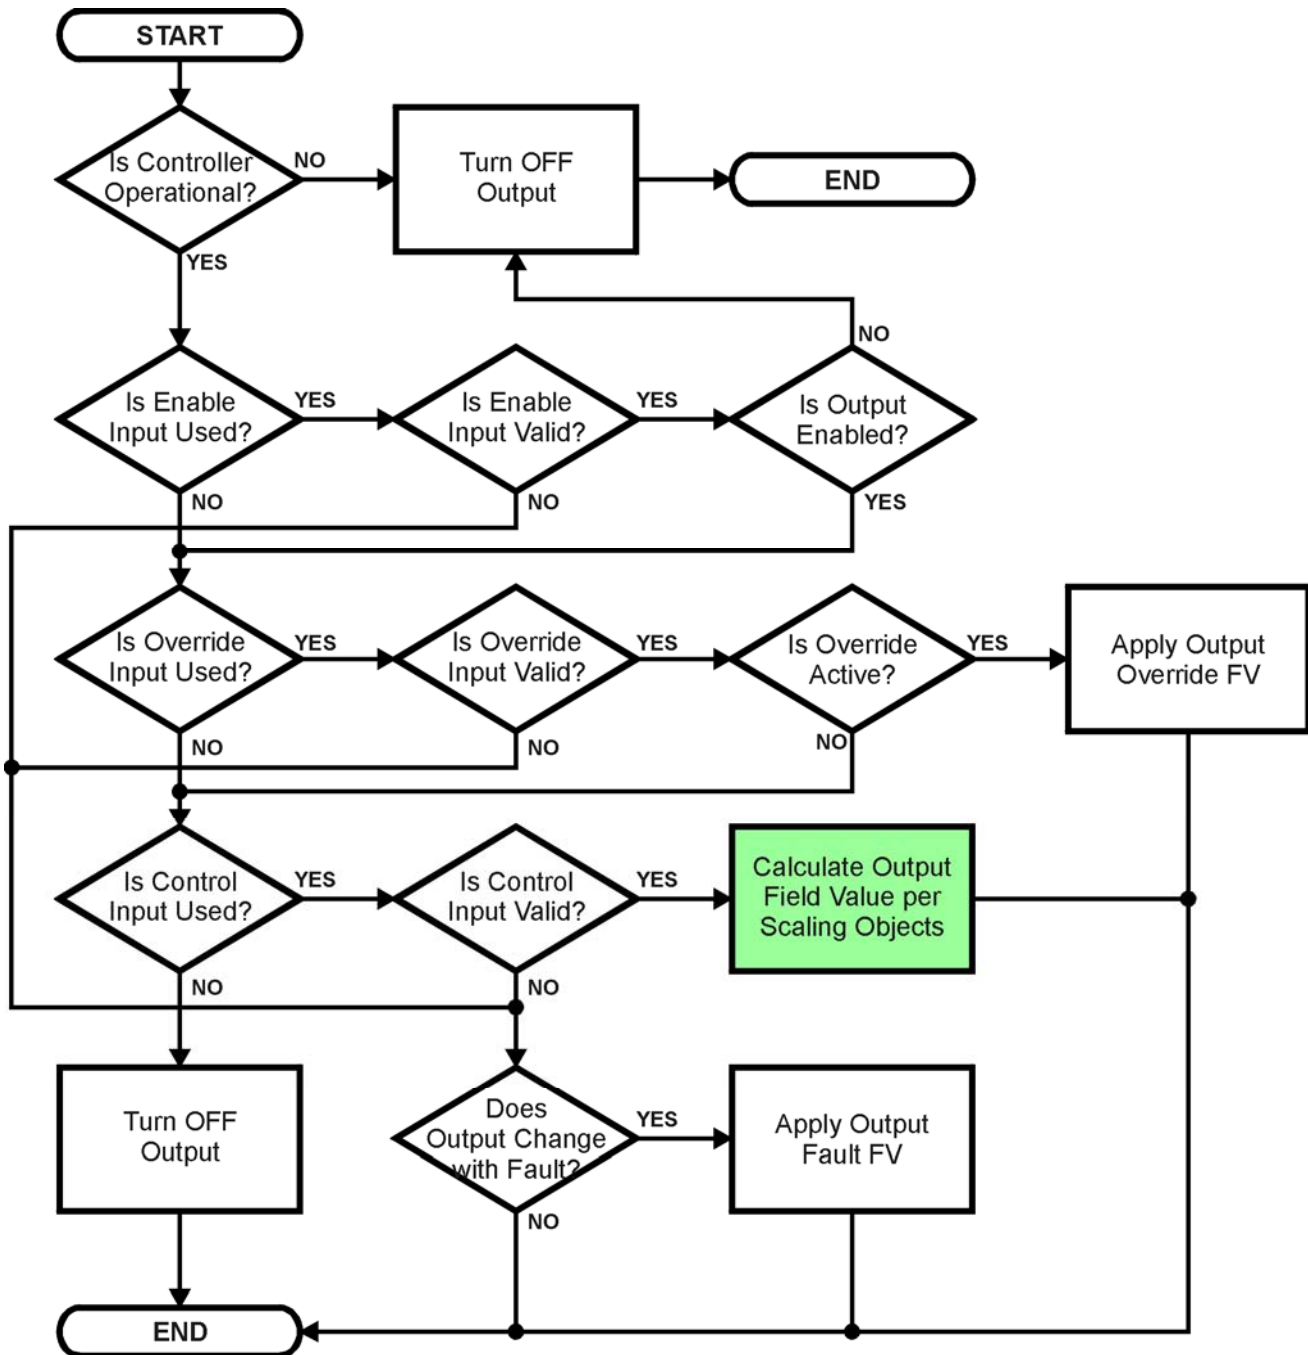 START
Is Controller
Operational?
NO
Turn OFF
Output
END
YES
NO
Is Enable
Input Used?
YES
Is Enable
Input Valid?
YES
Is Output
Enabled?
NO
NO
YES
Is Override
Input Used?
YES
Is Override
Input Valid?
YES
Is Override
Active?
YES
Apply Output
Override FV
NO
NO
NO
Is Control
Input Used?
YES
Is Control
Input Valid?
YES
Calculate Output
Field Value per
Scaling Objects
NO
NO
Turn OFF
Output
Does
Output Change
with Fault?
YES
Apply Output
Fault FV
NO
END